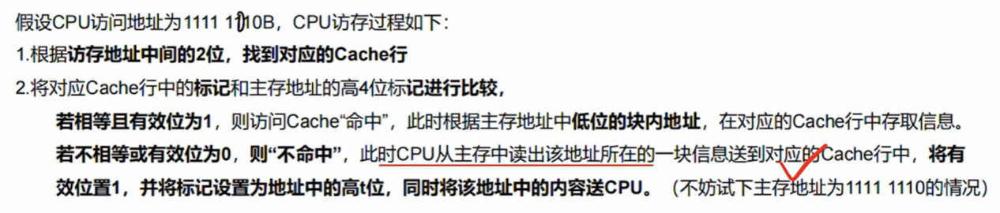 假设CPU访问地址为1111 1010B，CPU访存过程如下：
1.根据访存地址中间的2位，找到对应的Cache行
2.将对应Cache行中的标记和主存地址的高4位标记进行比较，
若相等且有效位为1，则访问Cache“命中”，此时根据主存地址中低位的块内地址，在对应的Cache行中存取信息。
若不相等或有效位为0，则“不命中”，此时CPU从主存中读出该地址所在的一块信息送到对应的Cache行中，将有
效位置1，并将标记设置为地址中的高t位，同时将该地址中的内容送CPU。（不妨试下主存地址为1111 1110的情况）